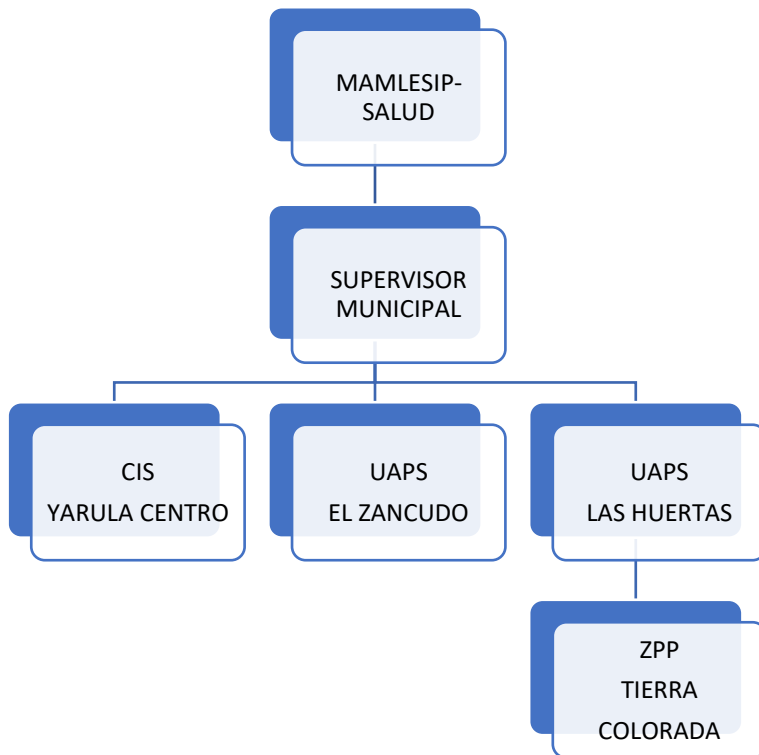 MAMLESIP-
SALUD
SUPERVISOR
MUNICIPAL
CIS
YARULA CENTRO
UAPS
EL ZANCUDO
UAPS
LAS HUERTAS
ZPP
TIERRA
COLORADA